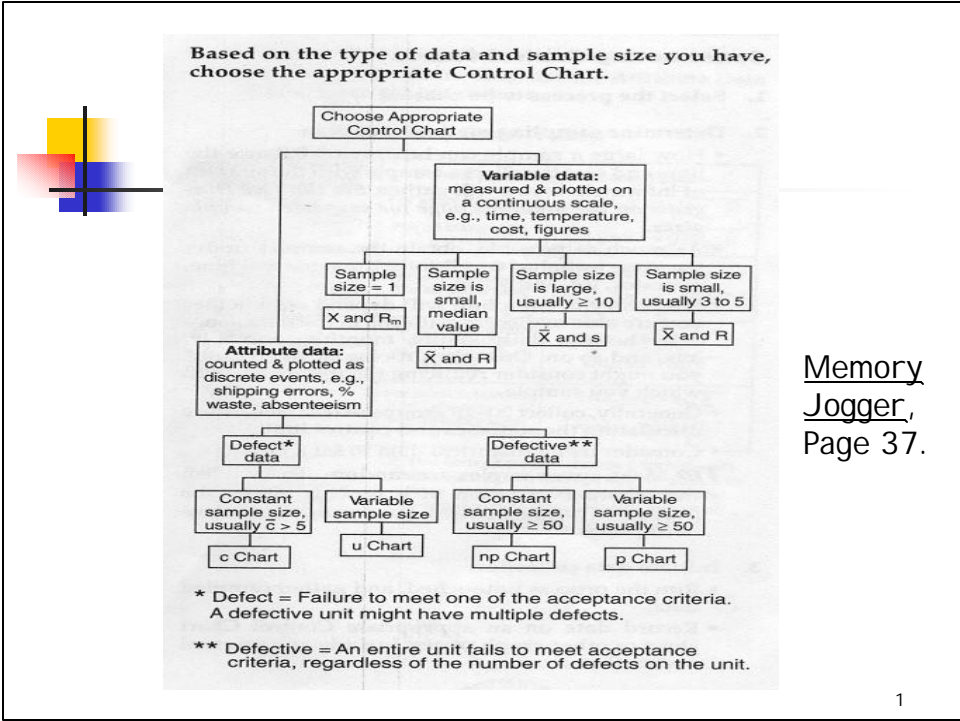 Based on the type of data and sample size you have,
choose the appropriate Control Chart.
Choose Appropriate
Control Chart
Variable data:
measured & plotted on
a continuous scale,
e.g., time, temperature,
cost, figures
Sample
size = 1
X and Rm
Sample
size is
small,
median
value
X̃ and R
Sample size
is large,
usually ≥ 10
X̅ and s
Sample size
is small,
usually 3 to 5
X̅ and R
Attribute data:
counted & plotted as
discrete events, e.g.,
shipping errors, %
waste, absenteeism
Defect*
data
Defective**
data
Constant
sample size,
usually c̅ > 5
c Chart
Variable
sample size
u Chart
Constant
sample size,
usually ≥ 50
np Chart
Variable
sample size,
usually ≥ 50
p Chart
* Defect = Failure to meet one of the acceptance criteria.
A defective unit might have multiple defects.
** Defective = An entire unit fails to meet acceptance
criteria, regardless of the number of defects on the unit.
Memory
Jogger,
Page 37.
1